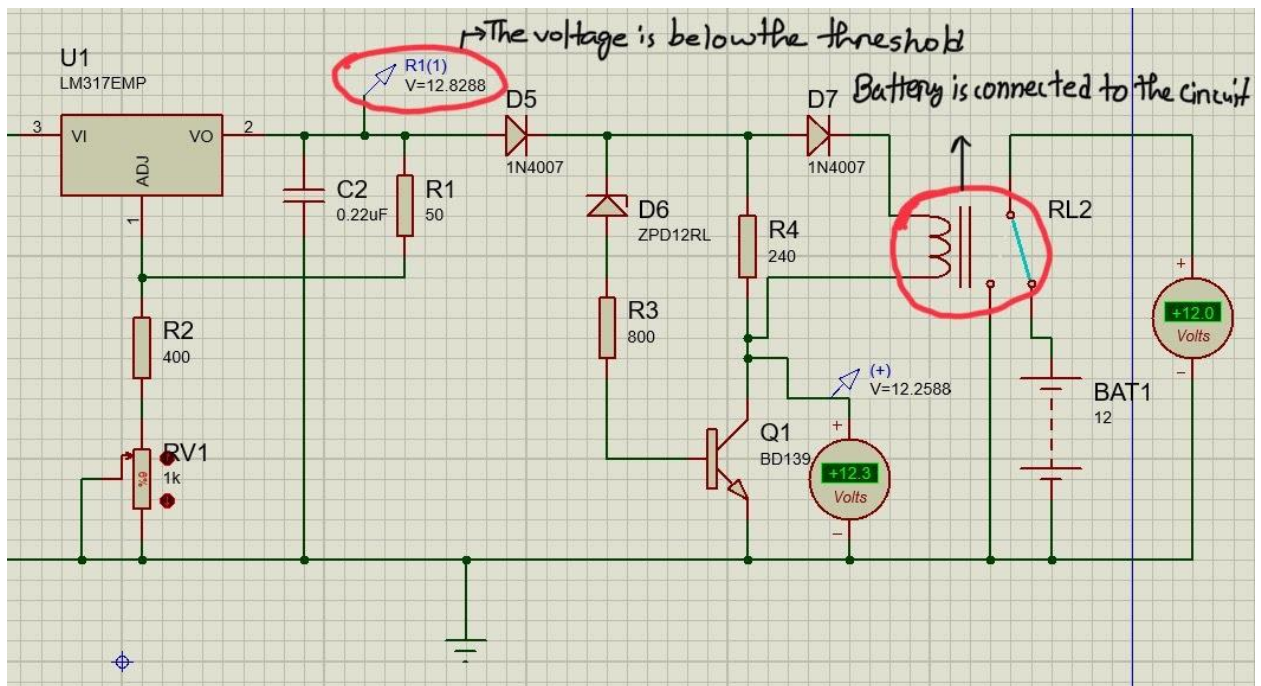 The voltage is below the threshold
U1
LM317EMP
R1(1)
V=12.8288
Battery is connected to the circuit
D5
D7
3
VI
VO
2
ADJ
1
1N4007
1N4007
C2
0.22uF
R1
50
D6
ZPD12RL
R4
240
RL2
+
+12.0
Volts
−
R3
800
R2
400
(+)
V=12.2588
BAT1
12
RV1
1k
Q1
BD139
+
+12.3
Volts
−